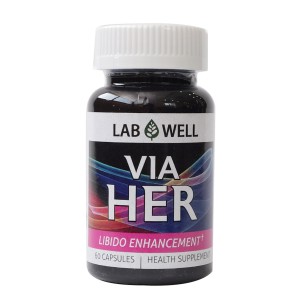 LAB WELL
VIA
HER
LIBIDO ENHANCEMENT†
60 CAPSULES | HEALTH SUPPLEMENT